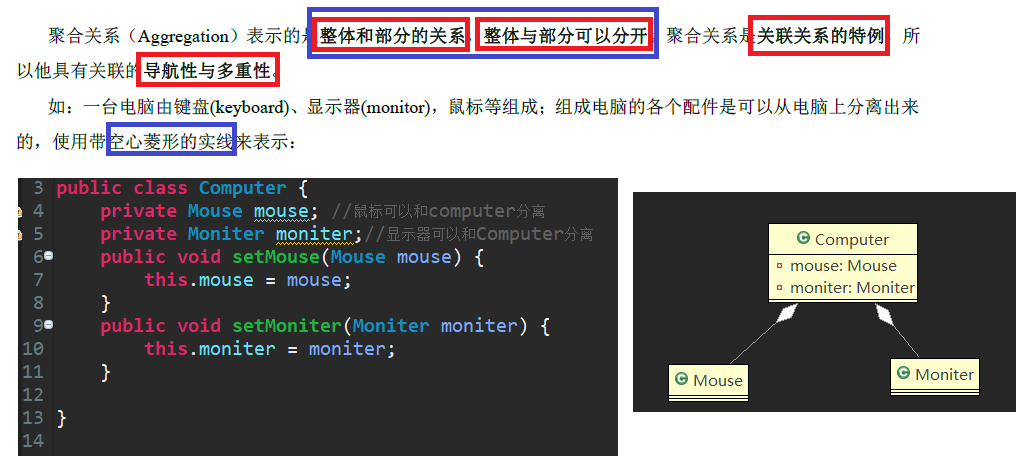 聚合关系（Aggregation）表示的是整体和部分的关系，整体与部分可以分开。聚合关系是关联关系的特例，所
以他具有关联的导航性与多重性。
如：一台电脑由键盘(keyboard)、显示器(monitor)，鼠标等组成；组成电脑的各个配件是可以从电脑上分离出来
的，使用带空心菱形的实线来表示：
3 public class Computer {
4 private Mouse mouse; //鼠标可以和computer分离
5 private Moniter moniter;//显示器可以和Computer分离
6 public void setMouse(Mouse mouse) {
7 this.mouse = mouse;
8 }
9 public void setMoniter(Moniter moniter) {
10 this.moniter = moniter;
11 }
12
13 }
14
C Computer
mouse: Mouse
moniter: Moniter
C Mouse
C Moniter